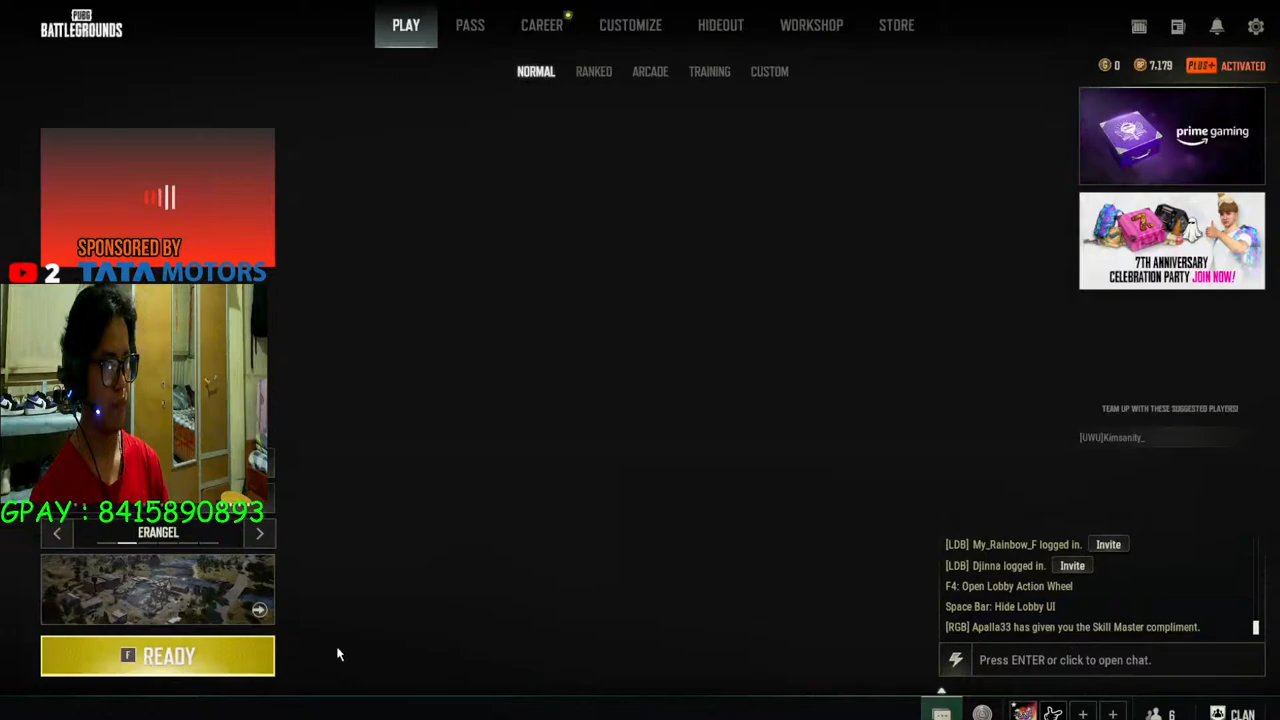 PUBG
BATTLEGROUNDS
PLAY
PASS
CAREER
CUSTOMIZE
HIDEOUT
WORKSHOP
STORE
NORMAL
RANKED
ARCADE
TRAINING
CUSTOM
0
7,179
PLUS+ ACTIVATED
prime gaming
7TH ANNIVERSARY
CELEBRATION PARTY JOIN NOW!
SPONSORED BY
2
TATA MOTORS
GPAY : 8415890893
ERANGEL
F READY
TEAM UP WITH THESE SUGGESTED PLAYERS!
[UWU]Kimsanity_
[LDB] My_Rainbow_F logged in. Invite
[LDB] Djinna logged in. Invite
F4: Open Lobby Action Wheel
Space Bar: Hide Lobby UI
[RGB] Apalla33 has given you the Skill Master compliment.
Press ENTER or click to open chat.
6
CLAN